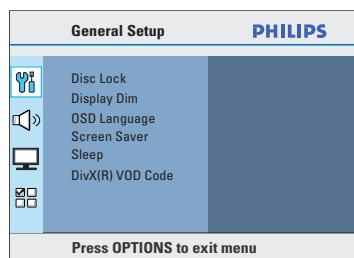 General Setup
PHILIPS
Disc Lock
Display Dim
OSD Language
Screen Saver
Sleep
DivX(R) VOD Code
Press OPTIONS to exit menu